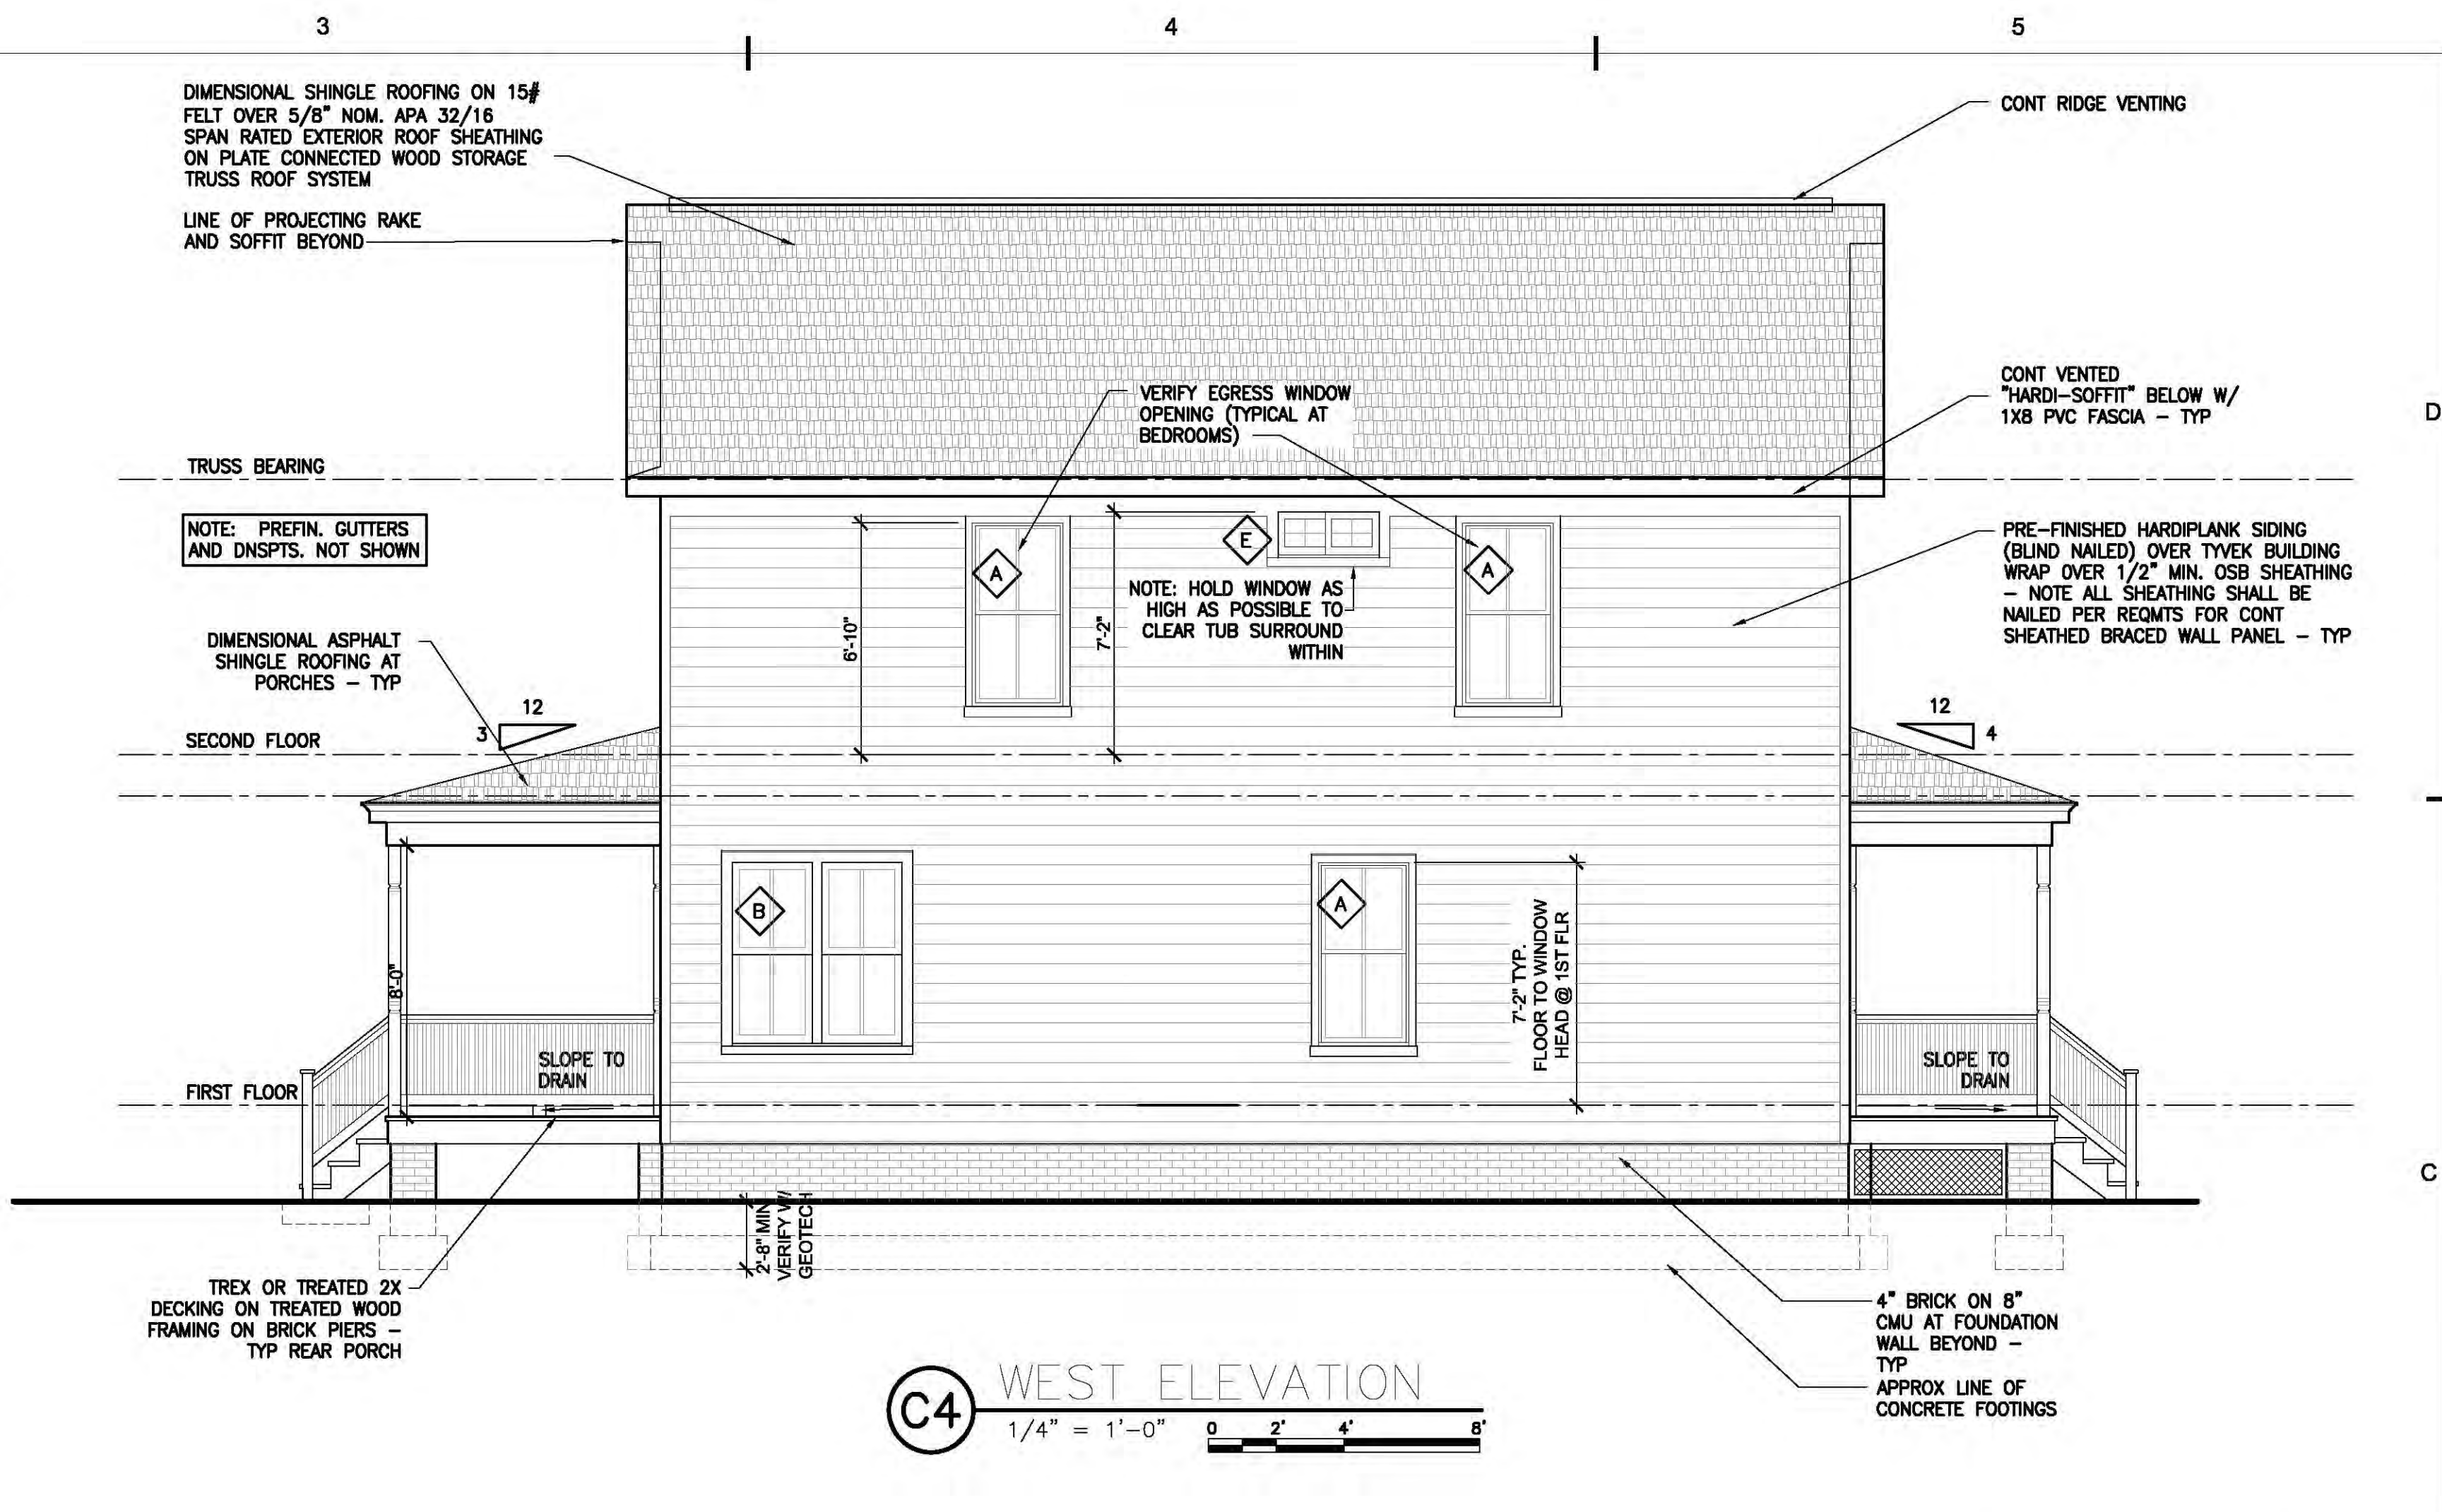 3
4
5
DIMENSIONAL SHINGLE ROOFING ON 15#
FELT OVER 5/8" NOM. APA 32/16
SPAN RATED EXTERIOR ROOF SHEATHING
ON PLATE CONNECTED WOOD STORAGE
TRUSS ROOF SYSTEM
CONT RIDGE VENTING
LINE OF PROJECTING RAKE
AND SOFFIT BEYOND
VERIFY EGRESS WINDOW
OPENING (TYPICAL AT
BEDROOMS)
CONT VENTED
"HARDI-SOFFIT" BELOW W/
1X8 PVC FASCIA - TYP
D
TRUSS BEARING
NOTE: PREFIN. GUTTERS
AND DNSPTS. NOT SHOWN
A
E
A
6'-10"
7'-2"
NOTE: HOLD WINDOW AS
HIGH AS POSSIBLE TO
CLEAR TUB SURROUND
WITHIN
PRE-FINISHED HARDIPLANK SIDING
(BLIND NAILED) OVER TYVEK BUILDING
WRAP OVER 1/2" MIN. OSB SHEATHING
- NOTE ALL SHEATHING SHALL BE
NAILED PER REQMTS FOR CONT
SHEATHED BRACED WALL PANEL - TYP
DIMENSIONAL ASPHALT
SHINGLE ROOFING AT
PORCHES - TYP
12
3
12
4
SECOND FLOOR
B
A
8'-0"
7'-2" TYP.
FLOOR TO WINDOW
HEAD @ 1ST FLR
SLOPE TO
DRAIN
SLOPE TO
DRAIN
FIRST FLOOR
C
2'-8" MIN
VERIFY W/
GEOTECH
TREX OR TREATED 2X
DECKING ON TREATED WOOD
FRAMING ON BRICK PIERS -
TYP REAR PORCH
4" BRICK ON 8"
CMU AT FOUNDATION
WALL BEYOND -
TYP
APPROX LINE OF
CONCRETE FOOTINGS
C4
WEST ELEVATION
1/4" = 1'-0"
0 2' 4' 8'